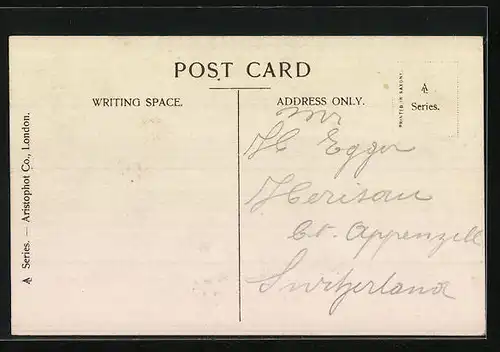 POST CARD
WRITING SPACE.
ADDRESS ONLY.
PRINTED IN SAXONY
A
Series.
A Series. — Aristophot Co., London.
Mr
H Egger
Herisau
Ct. Appenzell
Switzerland